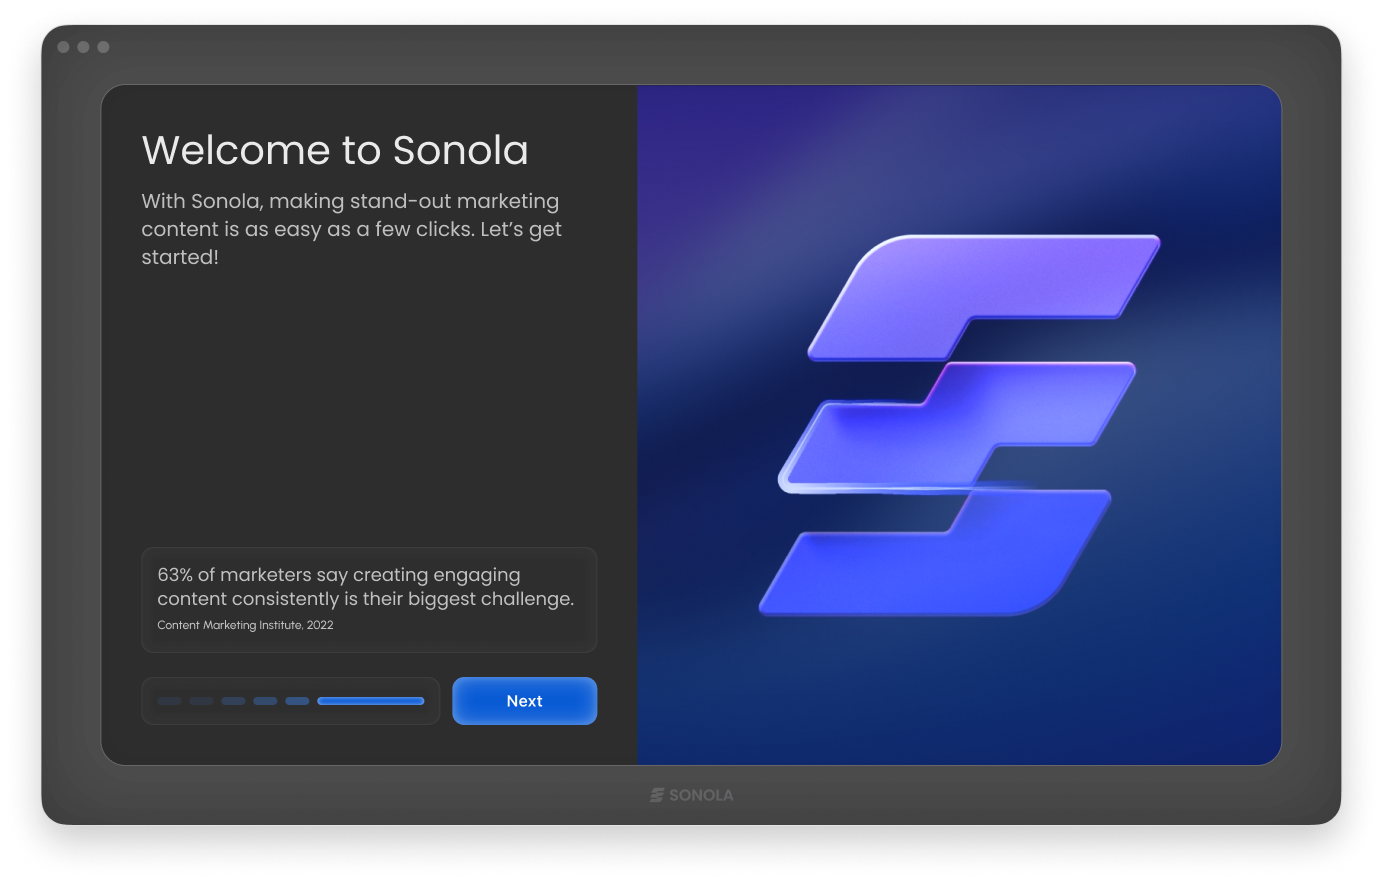 Welcome to Sonola
With Sonola, making stand-out marketing
content is as easy as a few clicks. Let’s get
started!
63% of marketers say creating engaging
content consistently is their biggest challenge.
Content Marketing Institute, 2022
Next
SONOLA